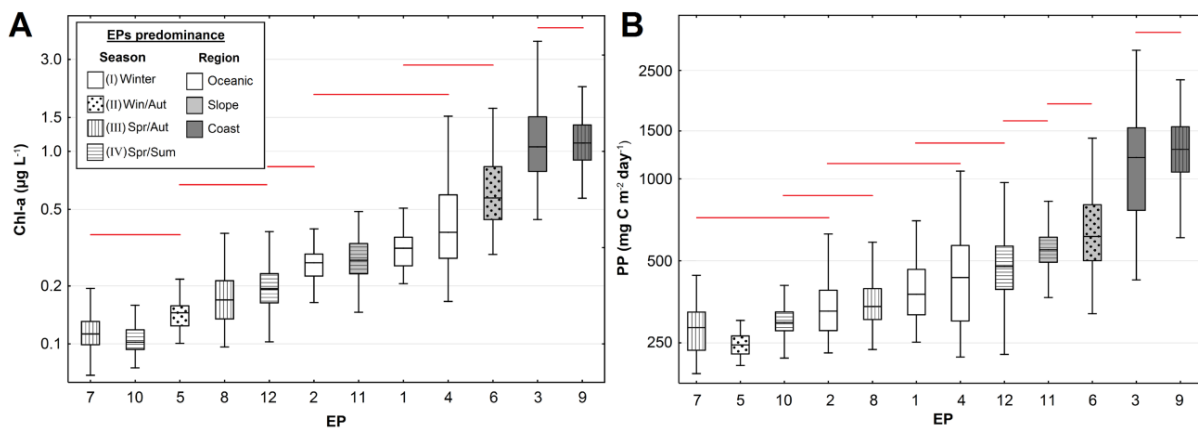 A
EPs predominance
Season Region
(I) Winter Oceanic
(II) Win/Aut Slope
(III) Spr/Aut Coast
(IV) Spr/Sum
Chl-a (µg L⁻¹)
3.0
1.5
1.0
0.5
0.2
0.1
7 10 5 8 12 2 11 1 4 6 3 9
EP
B
PP (mg C m⁻² day⁻¹)
2500
1500
1000
500
250
7 5 10 2 8 1 4 12 11 6 3 9
EP